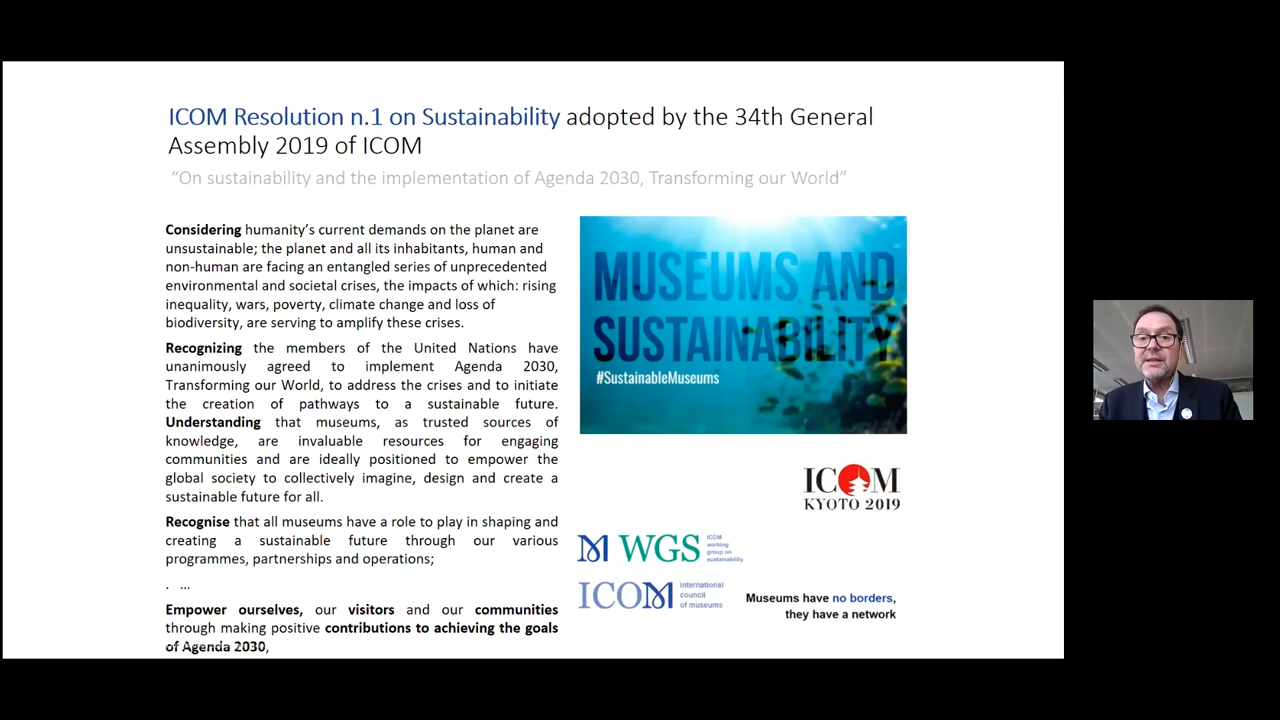 ICOM Resolution n.1 on Sustainability adopted by the 34th General
Assembly 2019 of ICOM
“On sustainability and the implementation of Agenda 2030, Transforming our World”
Considering humanity’s current demands on the planet are
unsustainable; the planet and all its inhabitants, human and
non-human are facing an entangled series of unprecedented
environmental and societal crises, the impacts of which: rising
inequality, wars, poverty, climate change and loss of
biodiversity, are serving to amplify these crises.
Recognizing the members of the United Nations have
unanimously agreed to implement Agenda 2030,
Transforming our World, to address the crises and to initiate
the creation of pathways to a sustainable future.
Understanding that museums, as trusted sources of
knowledge, are invaluable resources for engaging
communities and are ideally positioned to empower the
global society to collectively imagine, design and create a
sustainable future for all.
Recognise that all museums have a role to play in shaping and
creating a sustainable future through our various
programmes, partnerships and operations;
. ...
Empower ourselves, our visitors and our communities
through making positive contributions to achieving the goals
of Agenda 2030,
MUSEUMS AND
SUSTAINABILITY
#SustainableMuseums
ICOM
KYOTO 2019
M WGS
ICOM
working
group on
sustainability
ICOM
international
council
of museums
Museums have no borders,
they have a network